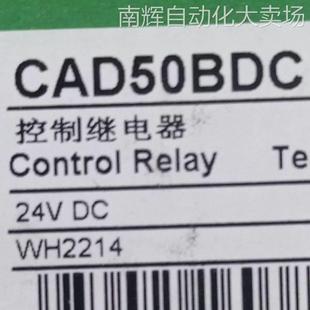 南辉自动化大卖场
CAD50BDC
控制继电器
Control Relay Te
24V DC
WH2214